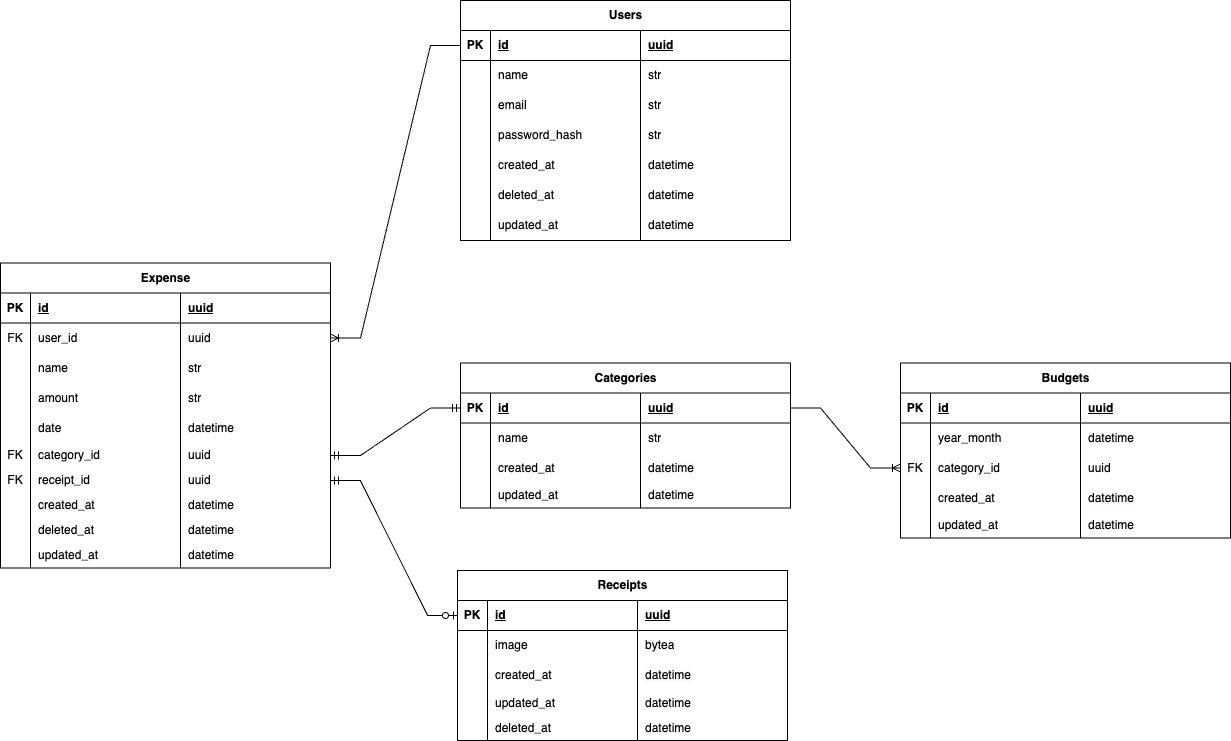 Users
PK id uuid
name str
email str
password_hash str
created_at datetime
deleted_at datetime
updated_at datetime
Expense
PK id uuid
FK user_id uuid
name str
amount str
date datetime
FK category_id uuid
FK receipt_id uuid
created_at datetime
deleted_at datetime
updated_at datetime
Categories
PK id uuid
name str
created_at datetime
updated_at datetime
Budgets
PK id uuid
year_month datetime
FK category_id uuid
created_at datetime
updated_at datetime
Receipts
PK id uuid
image bytea
created_at datetime
updated_at datetime
deleted_at datetime